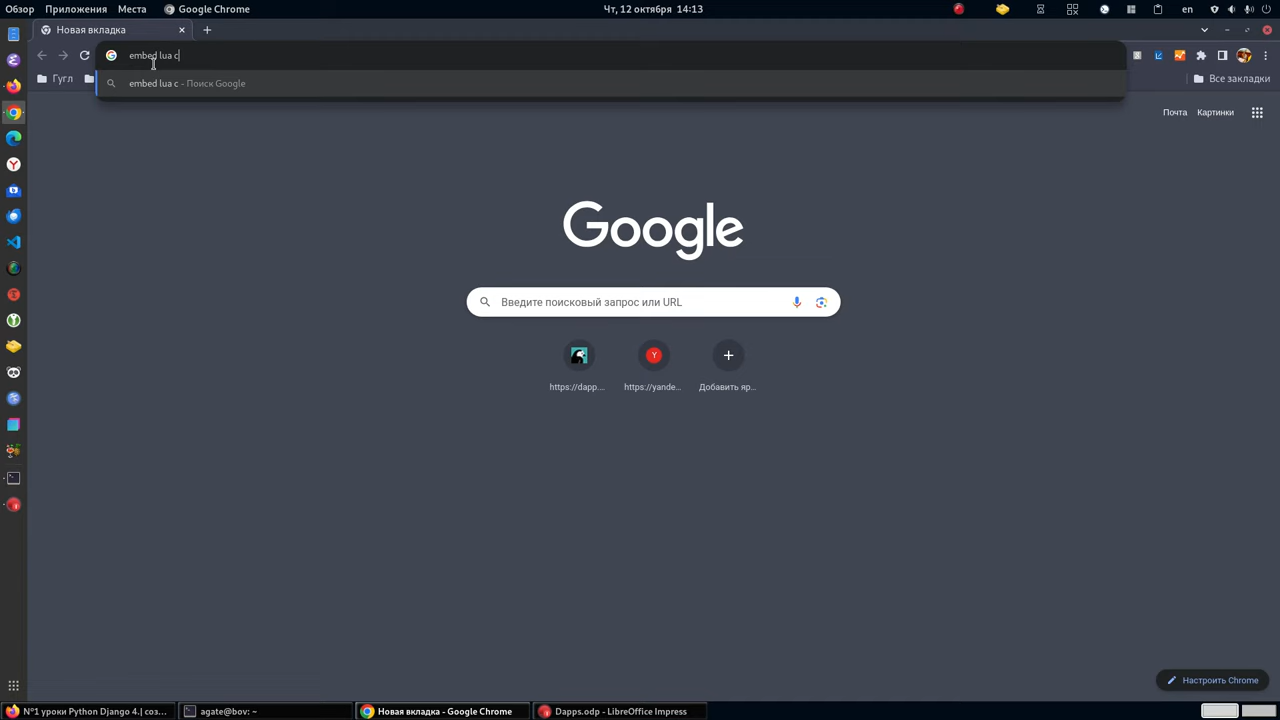 Обзор Приложения Места Google Chrome Чт, 12 октября 14:13 en
Новая вкладка
embed lua c
embed lua c - Поиск Google
Гугл Все закладки
Почта Картинки
Google
Введите поисковый запрос или URL
Y
https://dapp.... https://yande... Добавить яр...
Настроить Chrome
№1 уроки Python Django 4.| соз... agate@bov: ~ Новая вкладка - Google Chrome Dapps.odp - LibreOffice Impress